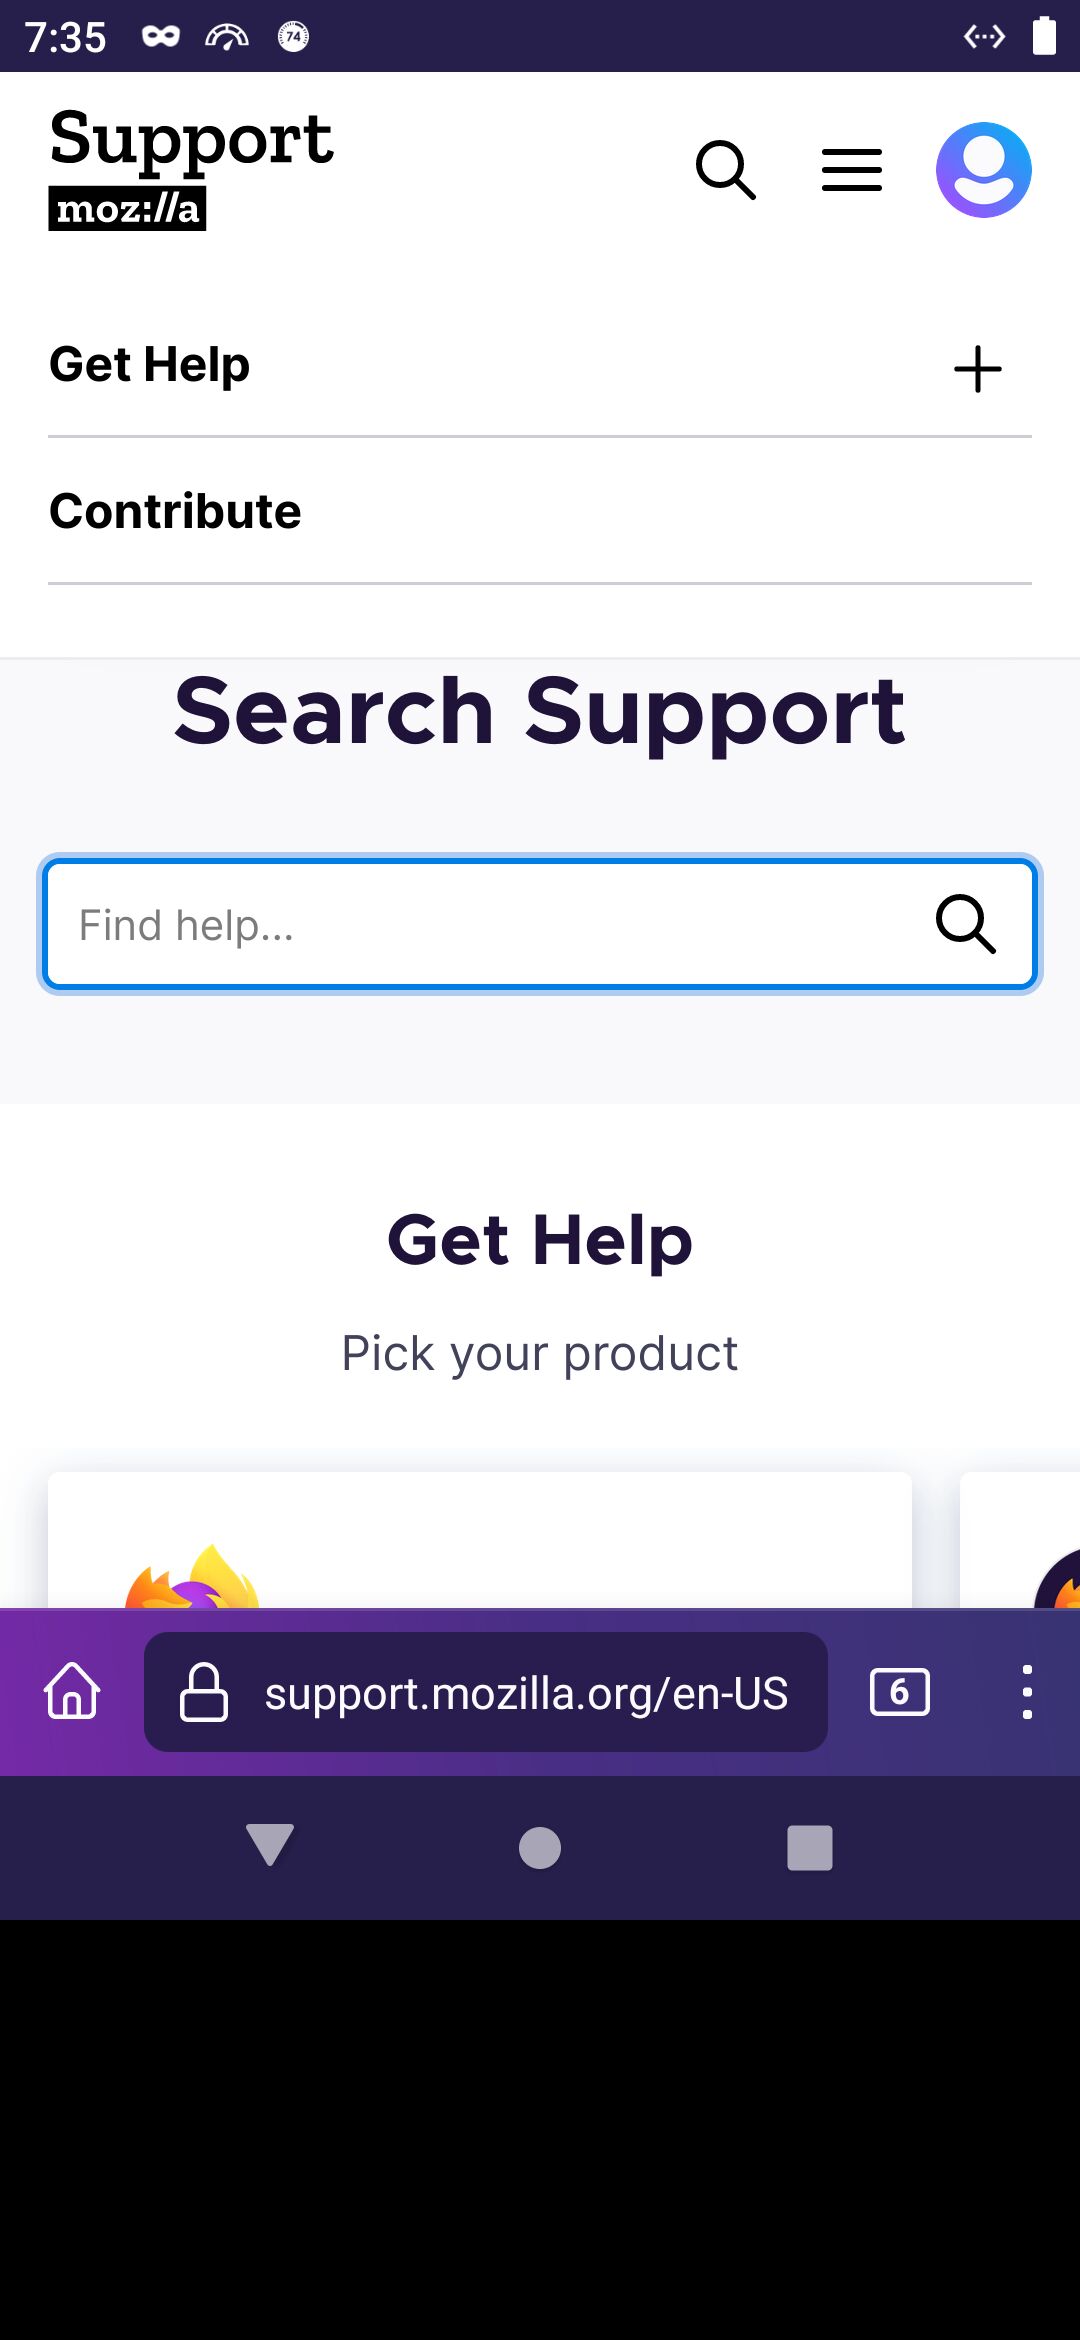 7:35
74
Support
moz://a
Get Help
Contribute
Search Support
Find help...
Get Help
Pick your product
support.mozilla.org/en-US
6